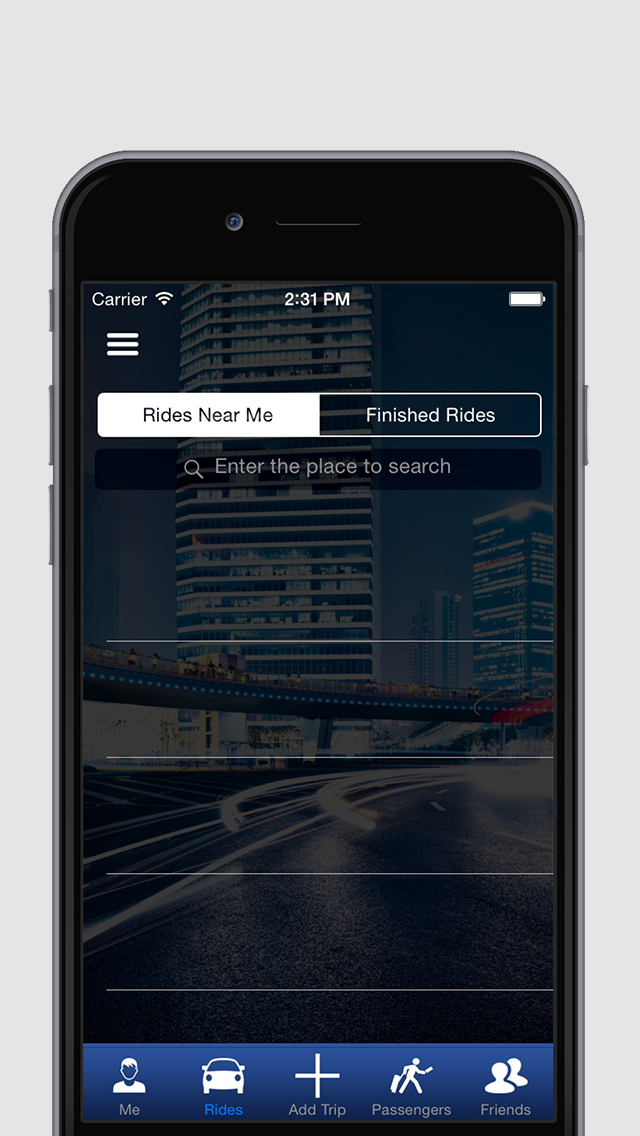 Carrier 2:31 PM
Rides Near Me Finished Rides
Enter the place to search
Me Rides Add Trip Passengers Friends